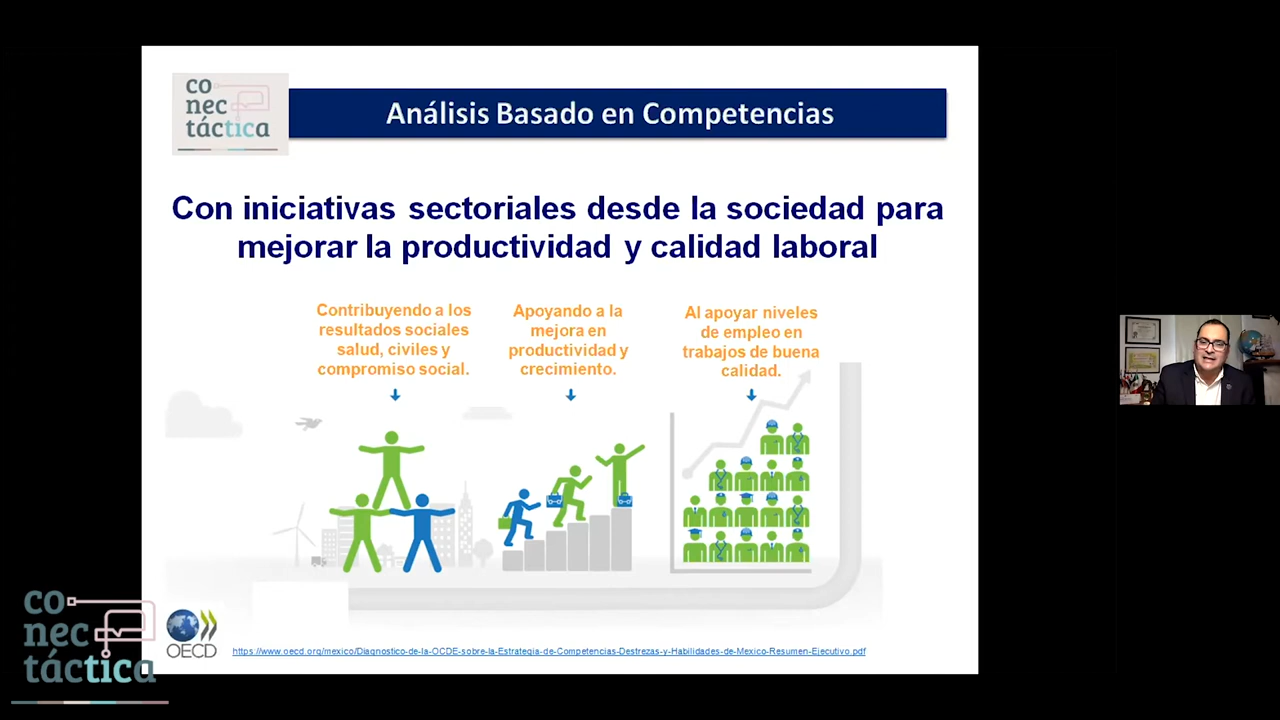 co
nec
táctica
Análisis Basado en Competencias
Con iniciativas sectoriales desde la sociedad para
mejorar la productividad y calidad laboral
Contribuyendo a los
resultados sociales
salud, civiles y
compromiso social.
Apoyando a la
mejora en
productividad y
crecimiento.
Al apoyar niveles
de empleo en
trabajos de buena
calidad.
OECD
https://www.oecd.org/mexico/Diagnostico-de-la-OCDE-sobre-la-Estrategia-de-Competencias-Destrezas-y-Habilidades-de-Mexico-Resumen-Ejecutivo.pdf
co
nec
táctica